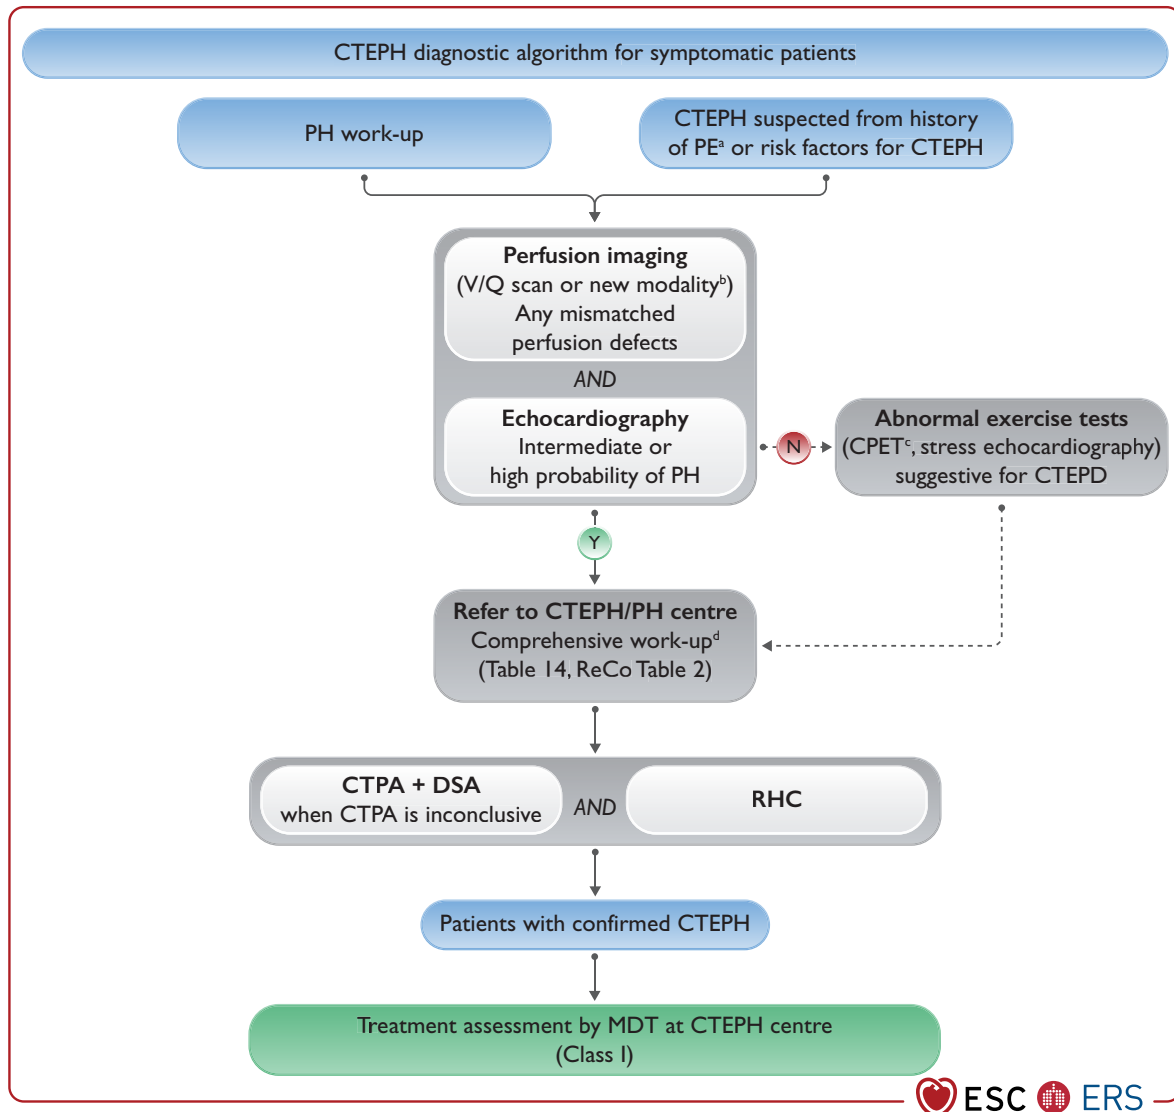 CTEPH diagnostic algorithm for symptomatic patients
PH work-up
CTEPH suspected from history
of PEᵃ or risk factors for CTEPH
Perfusion imaging
(V/Q scan or new modalityᵇ)
Any mismatched
perfusion defects
AND
Echocardiography
Intermediate or
high probability of PH
N
Abnormal exercise tests
(CPETᶜ, stress echocardiography)
suggestive for CTEPD
Y
Refer to CTEPH/PH centre
Comprehensive work-upᵈ
(Table 14, ReCo Table 2)
CTPA + DSA
when CTPA is inconclusive
AND
RHC
Patients with confirmed CTEPH
Treatment assessment by MDT at CTEPH centre
(Class I)
ESC ERS